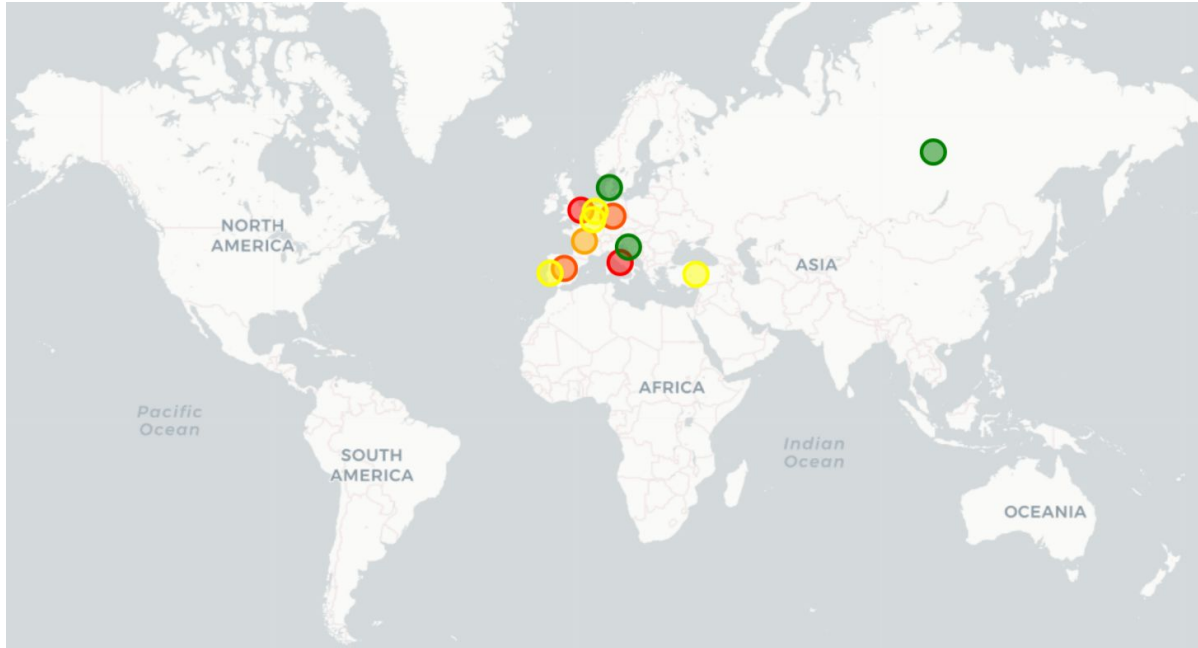 NORTH
AMERICA
ASIA
AFRICA
Pacific
Ocean
Indian
Ocean
SOUTH
AMERICA
OCEANIA